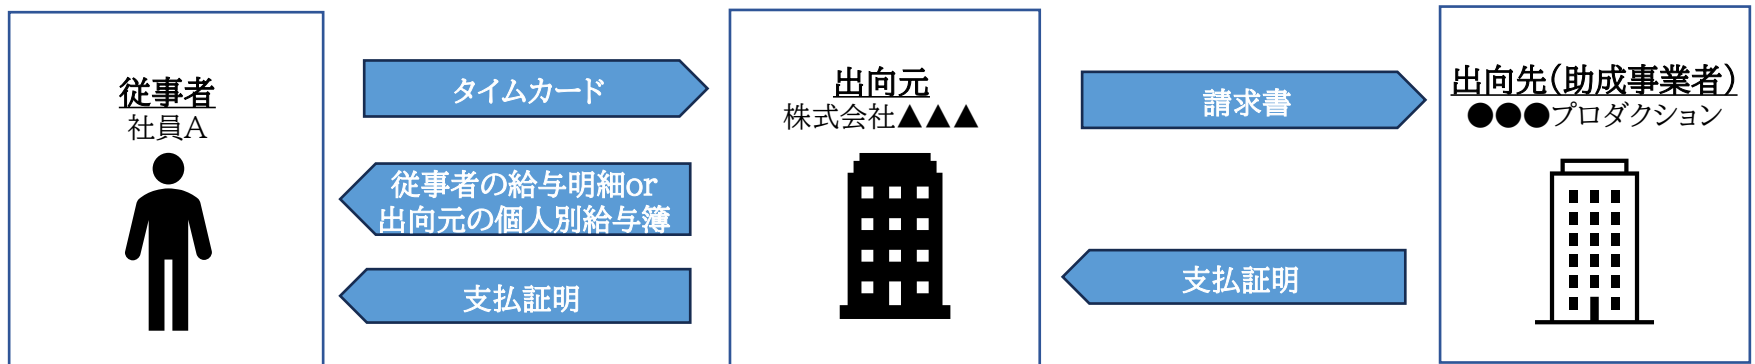 従事者
社員A
タイムカード
従事者の給与明細or
出向元の個人別給与簿
支払証明
出向元
株式会社▲▲▲
請求書
支払証明
出向先(助成事業者)
●●●プロダクション